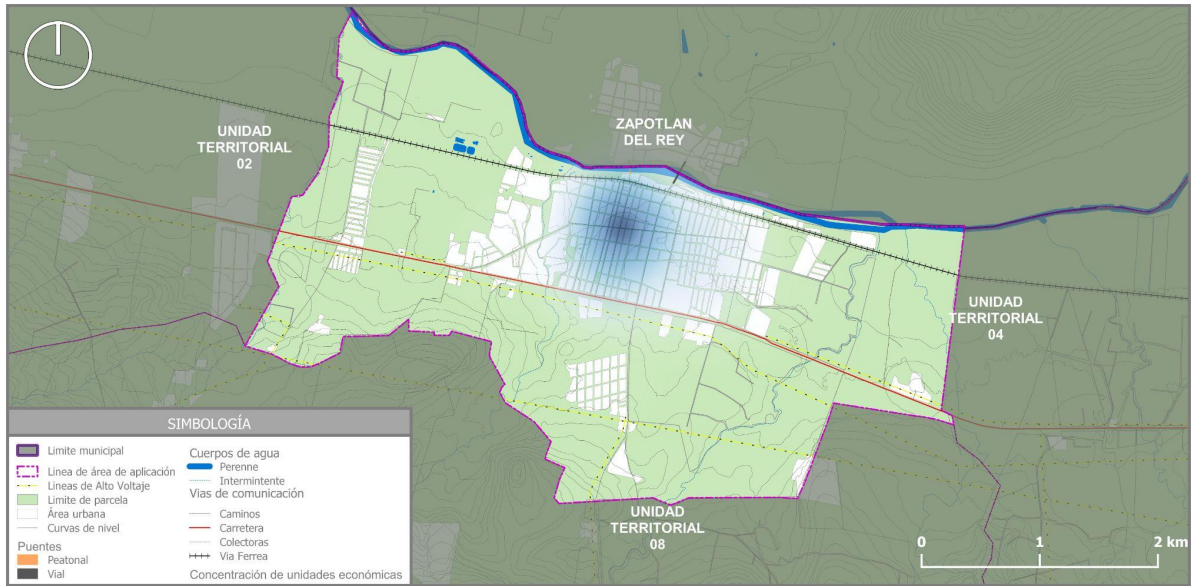 UNIDAD
TERRITORIAL
02
ZAPOTLAN
DEL REY
UNIDAD
TERRITORIAL
04
UNIDAD
TERRITORIAL
08
0 1 2 km
SIMBOLOGÍA
Limite municipal
Linea de área de aplicación
Lineas de Alto Voltaje
Limite de parcela
Área urbana
Curvas de nivel
Puentes
Peatonal
Vial
Cuerpos de agua
Perenne
Intermintente
Vias de comunicación
Caminos
Carretera
Colectoras
Via Ferrea
Concentración de unidades económicas